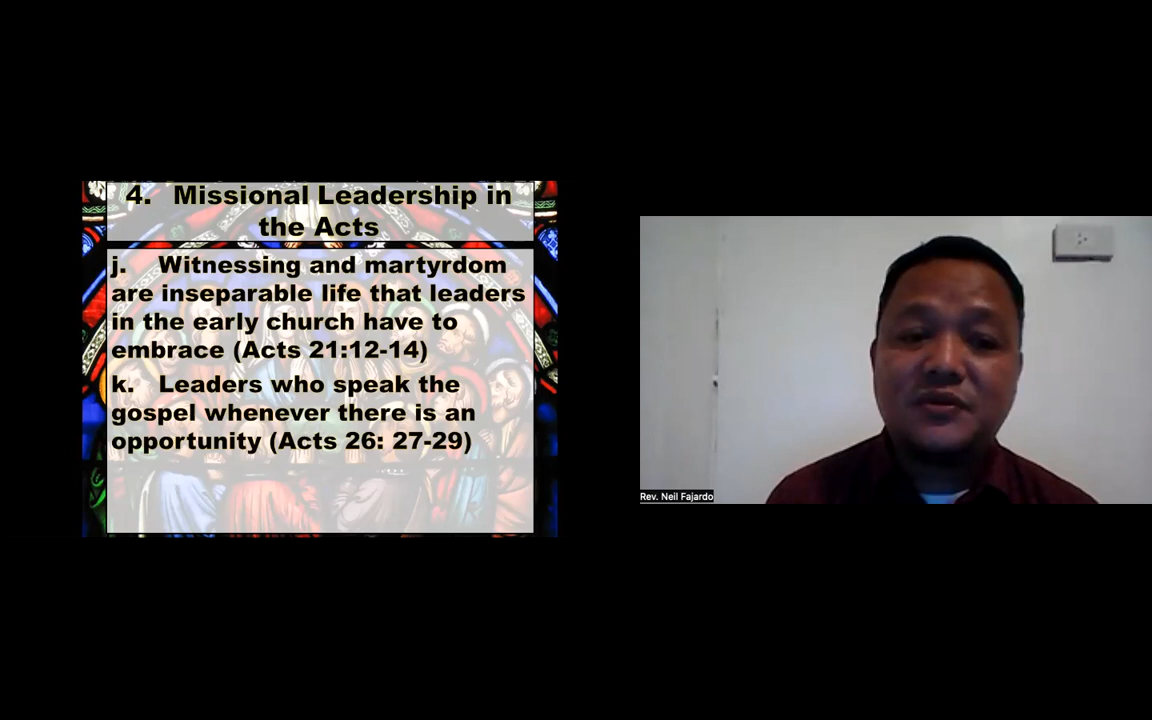 4. Missional Leadership in
the Acts
j. Witnessing and martyrdom
are inseparable life that leaders
in the early church have to
embrace (Acts 21:12-14)
k. Leaders who speak the
gospel whenever there is an
opportunity (Acts 26: 27-29)
Rev. Neil Fajardo